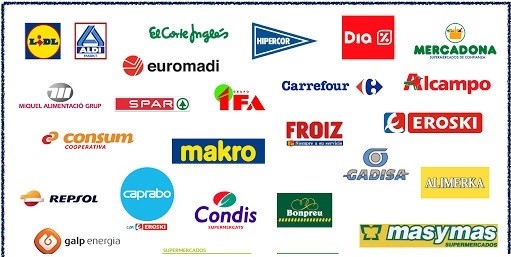 LiDL
ALDI
MARKT
El Corte Inglés
HIPERCOR
Dia %
MERCADONA
SUPERMERCADOS DE CONFIANZA
euromadi
MIQUEL ALIMENTACIÓ GRUP
SPAR
GRUPO
IFA
Carrefour
Alcampo
consum
COOPERATIVA
makro
FROIZ
Siempre a su servicio
e EROSKI
GADISA
ALIMERKA
REPSOL
caprabo
con e EROSKI
Condis
SUPERMERCATS
Bonpreu
masymas
SUPERMERCADOS
galp energia
SUPERMERCADOS